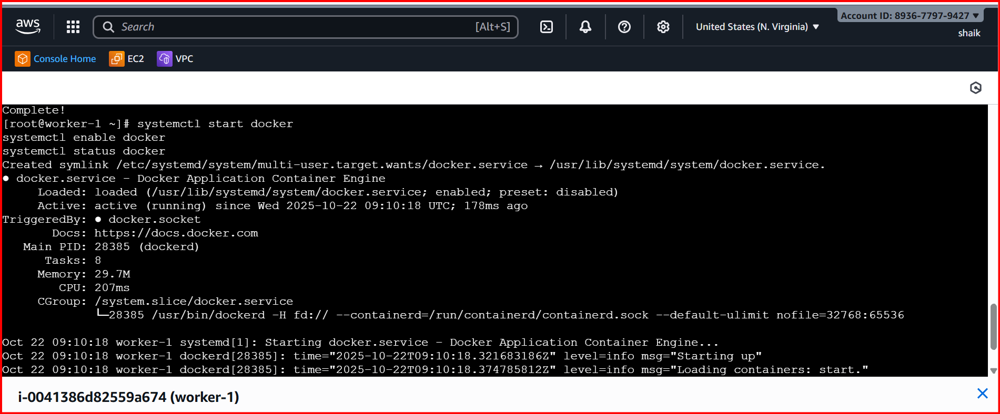 aws
Search
[Alt+S]
United States (N. Virginia)
Account ID: 8936-7797-9427
shaik
Console Home
EC2
VPC
Complete!
[root@worker-1 ~]# systemctl start docker
systemctl enable docker
systemctl status docker
Created symlink /etc/systemd/system/multi-user.target.wants/docker.service → /usr/lib/systemd/system/docker.service.
● docker.service - Docker Application Container Engine
Loaded: loaded (/usr/lib/systemd/system/docker.service; enabled; preset: disabled)
Active: active (running) since Wed 2025-10-22 09:10:18 UTC; 178ms ago
TriggeredBy: ● docker.socket
Docs: https://docs.docker.com
Main PID: 28385 (dockerd)
Tasks: 8
Memory: 29.7M
CPU: 207ms
CGroup: /system.slice/docker.service
└─28385 /usr/bin/dockerd -H fd:// --containerd=/run/containerd/containerd.sock --default-ulimit nofile=32768:65536
Oct 22 09:10:18 worker-1 systemd[1]: Starting docker.service - Docker Application Container Engine...
Oct 22 09:10:18 worker-1 dockerd[28385]: time="2025-10-22T09:10:18.321683186Z" level=info msg="Starting up"
Oct 22 09:10:18 worker-1 dockerd[28385]: time="2025-10-22T09:10:18.374785812Z" level=info msg="Loading containers: start."
i-0041386d82559a674 (worker-1)